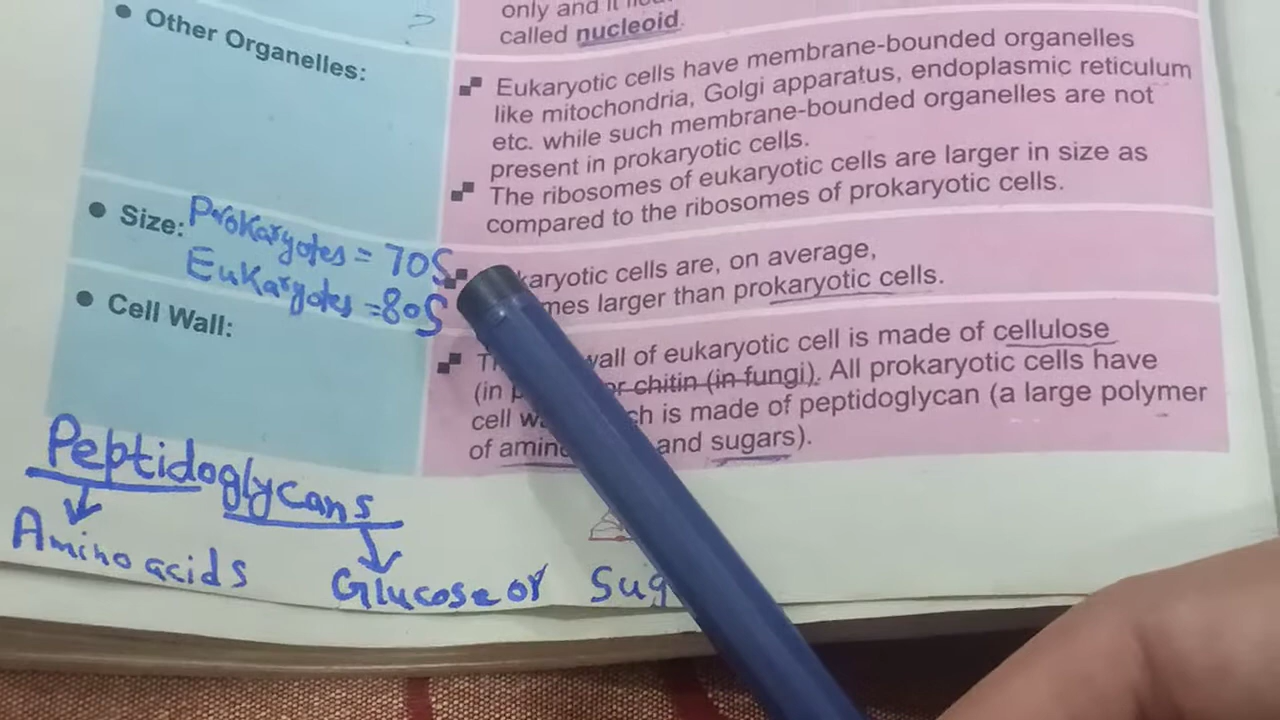 only and it
called nucleoid.
Other Organelles:
Eukaryotic cells have membrane-bounded organelles
like mitochondria, Golgi apparatus, endoplasmic reticulum
etc. while such membrane-bounded organelles are not
present in prokaryotic cells.
The ribosomes of eukaryotic cells are larger in size as
compared to the ribosomes of prokaryotic cells.
Size:
Prokaryotes = 70S
Eukaryotes = 80S
karyotic cells are, on average,
mes larger than prokaryotic cells.
Cell Wall:
wall of eukaryotic cell is made of cellulose
(in chitin (in fungi). All prokaryotic cells have
cell is made of peptidoglycan (a large polymer
of amino and sugars).
Peptidoglycans
Amino acids
Glucose or Sug